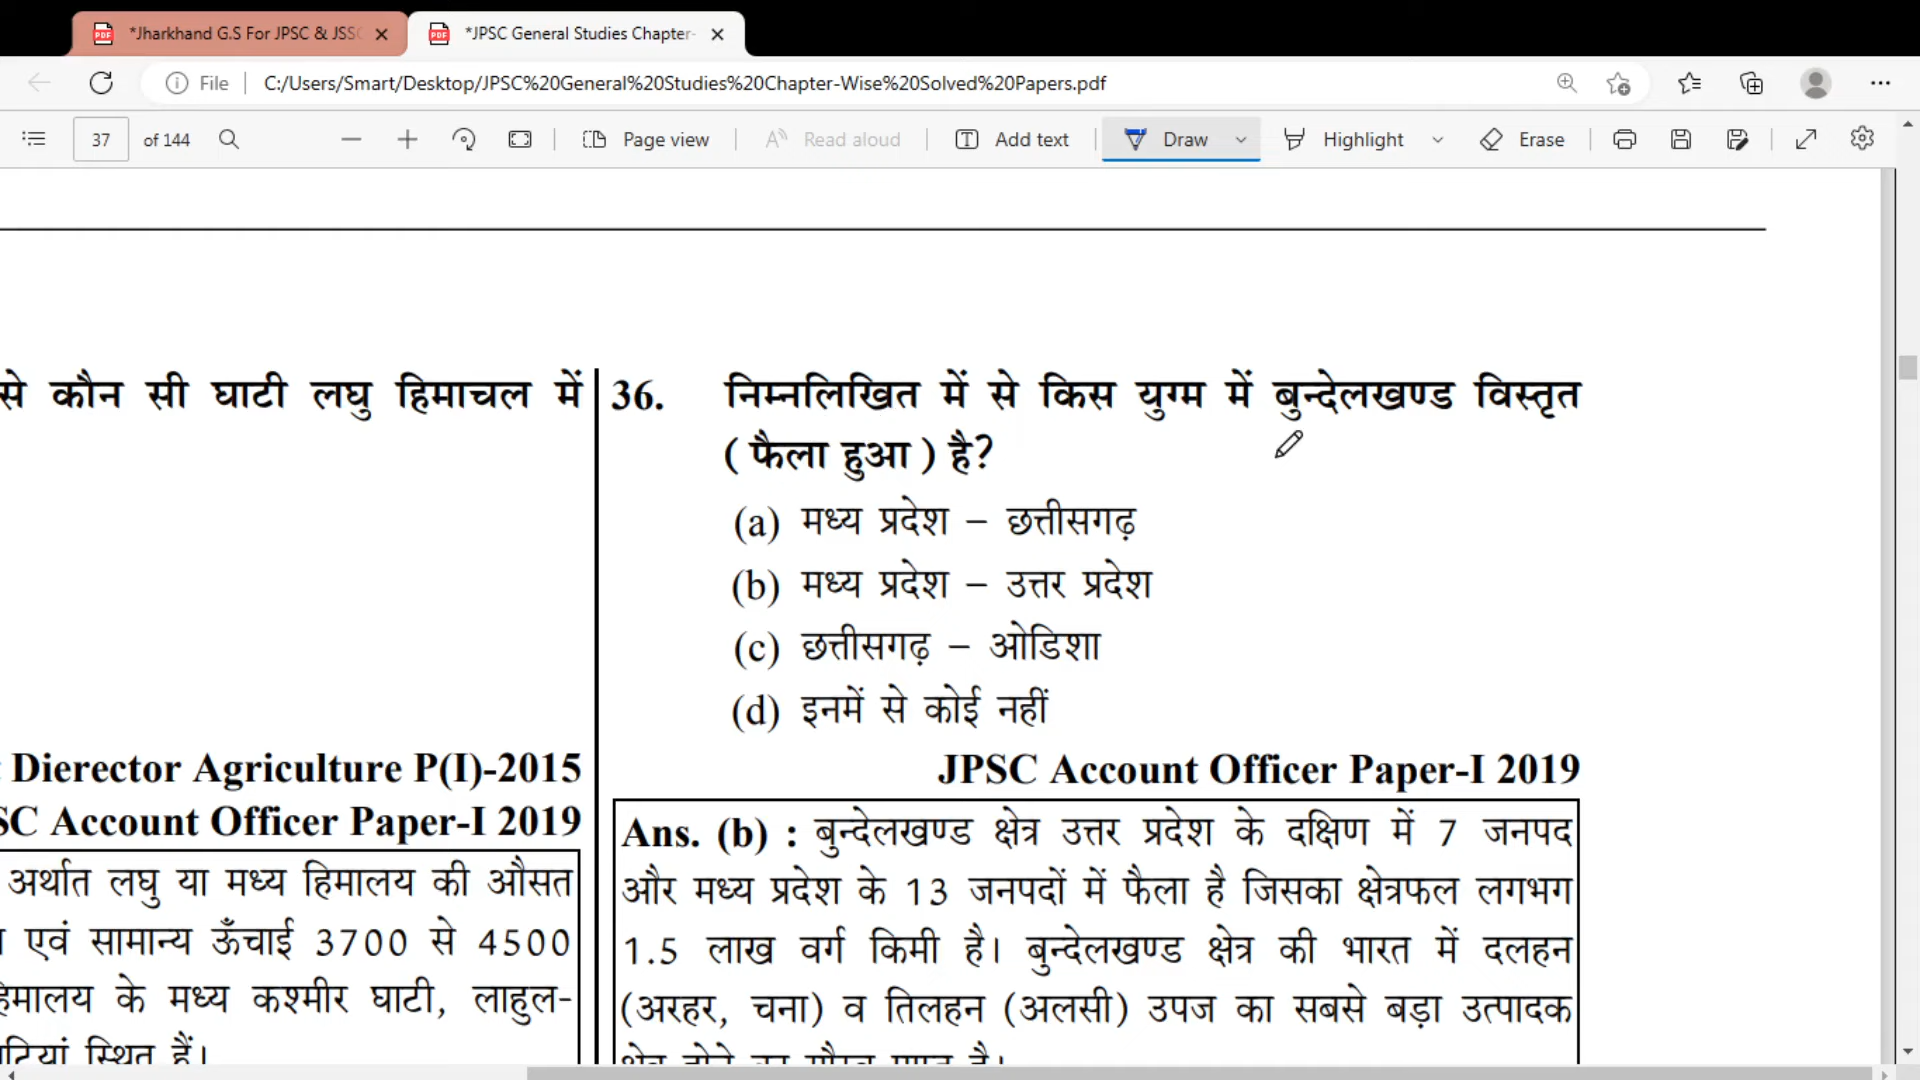 *Jharkhand G.S For JPSC & JSSC
*JPSC General Studies Chapter-
File
C:/Users/Smart/Desktop/JPSC%20General%20Studies%20Chapter-Wise%20Solved%20Papers.pdf
37 of 144
Page view
Read aloud
Add text
Draw
Highlight
Erase
से कौन सी घाटी लघु हिमाचल में
Dierector Agriculture P(I)-2015
SC Account Officer Paper-I 2019
अर्थात लघु या मध्य हिमालय की औसत
एवं सामान्य ऊँचाई 3700 से 4500
हिमालय के मध्य कश्मीर घाटी, लाहुल-
घाटियां स्थित हैं।
36. निम्नलिखित में से किस युग्म में बुन्देलखण्ड विस्तृत
(फैला हुआ) है?
(a) मध्य प्रदेश – छत्तीसगढ़
(b) मध्य प्रदेश – उत्तर प्रदेश
(c) छत्तीसगढ़ – ओडिशा
(d) इनमें से कोई नहीं
JPSC Account Officer Paper-I 2019
Ans. (b) : बुन्देलखण्ड क्षेत्र उत्तर प्रदेश के दक्षिण में 7 जनपद
और मध्य प्रदेश के 13 जनपदों में फैला है जिसका क्षेत्रफल लगभग
1.5 लाख वर्ग किमी है। बुन्देलखण्ड क्षेत्र की भारत में दलहन
(अरहर, चना) व तिलहन (अलसी) उपज का सबसे बड़ा उत्पादक